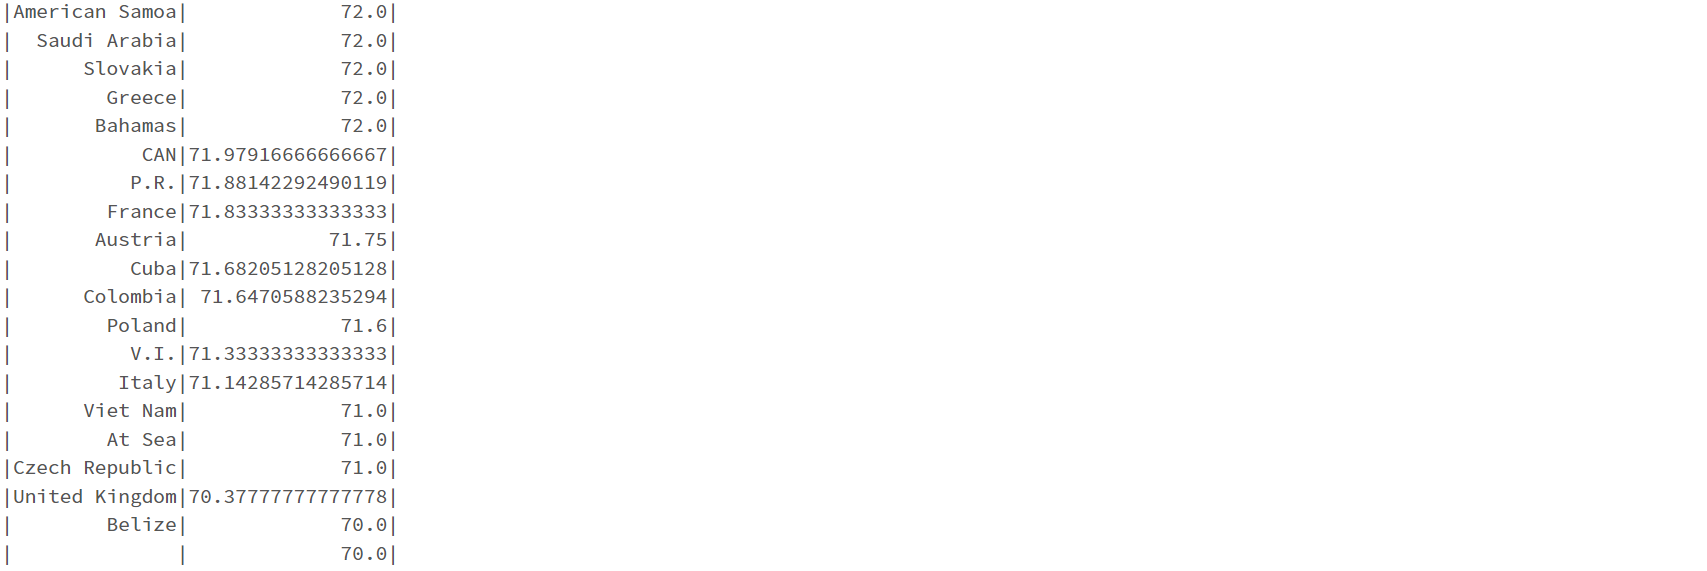 |American Samoa|             72.0|
|  Saudi Arabia|             72.0|
|      Slovakia|             72.0|
|        Greece|             72.0|
|       Bahamas|             72.0|
|           CAN|71.97916666666667|
|          P.R.|71.88142292490119|
|        France|71.83333333333333|
|       Austria|            71.75|
|          Cuba|71.68205128205128|
|      Colombia| 71.6470588235294|
|        Poland|             71.6|
|          V.I.|71.33333333333333|
|         Italy|71.14285714285714|
|      Viet Nam|             71.0|
|        At Sea|             71.0|
|Czech Republic|             71.0|
|United Kingdom|70.37777777777778|
|        Belize|             70.0|
|              |             70.0|